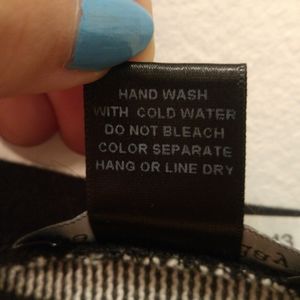 HAND WASH
WITH COLD WATER
DO NOT BLEACH
COLOR SEPARATE
HANG OR LINE DRY